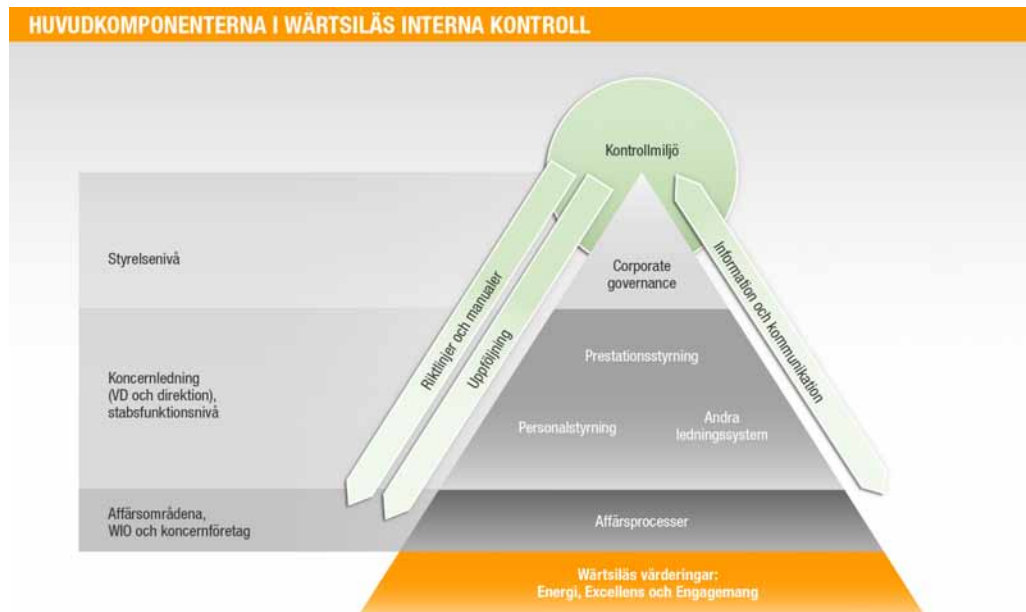 HUVUDKOMPONENTERNA I WÄRTSILÄS INTERNA KONTROLL
Kontrollmiljö
Styrelsenivå
Corporate
governance
Riktlinjer och manualer
Uppföljning
Information och kommunikation
Koncernledning
(VD och direktion),
stabsfunktionsnivå
Prestationsstyrning
Personalstyrning
Andra
ledningssystem
Affärsområdena,
WIO och koncernföretag
Affärsprocesser
Wärtsiläs värderingar:
Energi, Excellens och Engagemang